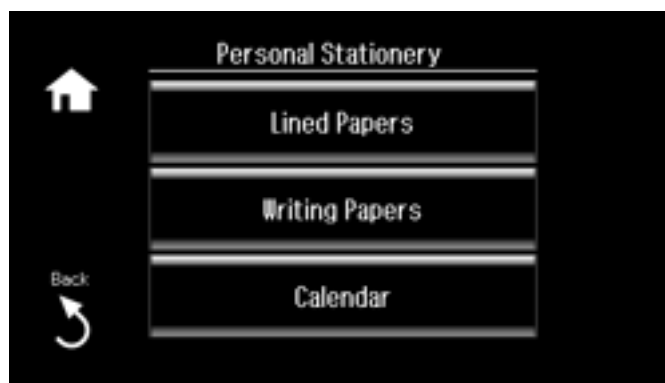 Personal Stationery
Lined Papers
Writing Papers
Back
Calendar